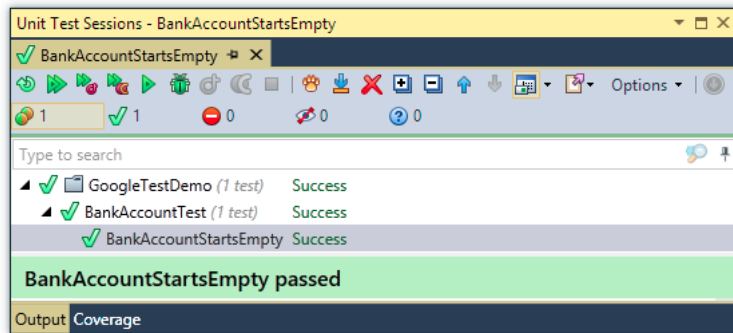 Unit Test Sessions - BankAccountStartsEmpty
BankAccountStartsEmpty
Options
1 1 0 0 0
Type to search
GoogleTestDemo (1 test) Success
BankAccountTest (1 test) Success
BankAccountStartsEmpty Success
BankAccountStartsEmpty passed
Output Coverage